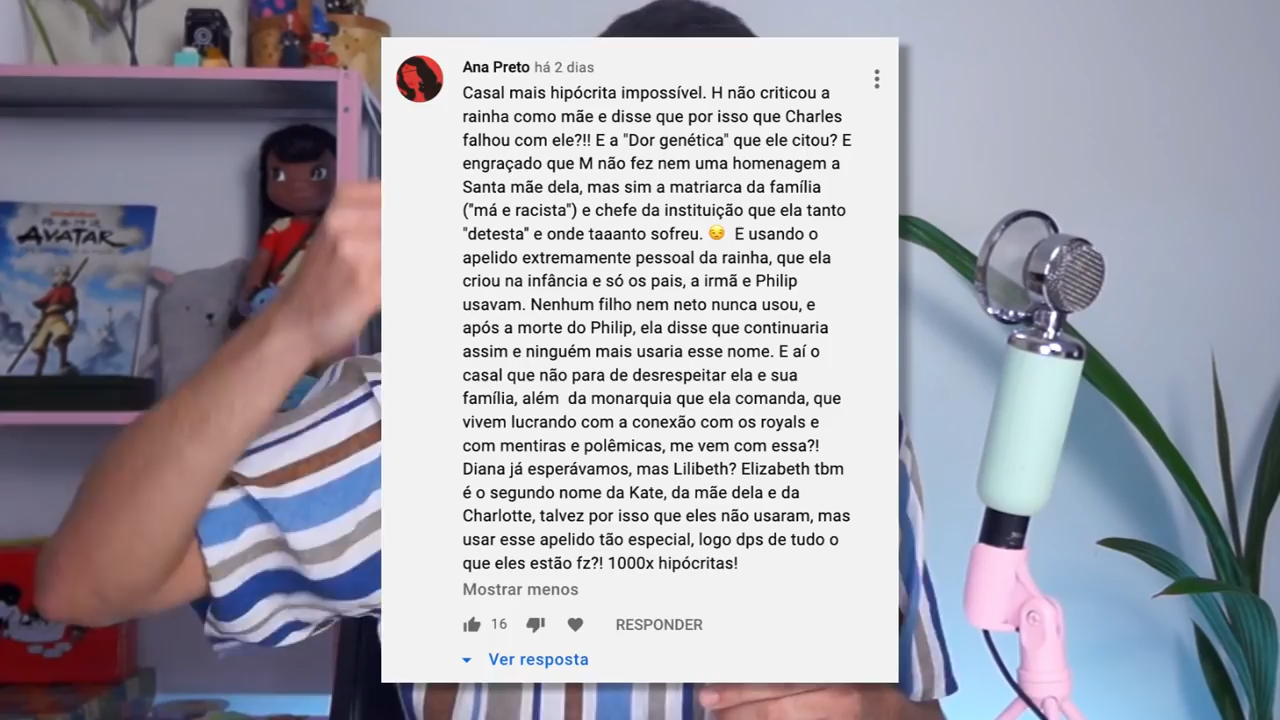 Ana Preto há 2 dias
Casal mais hipócrita impossível. H não criticou a
rainha como mãe e disse que por isso que Charles
falhou com ele?!! E a "Dor genética" que ele citou? E
engraçado que M não fez nem uma homenagem a
Santa mãe dela, mas sim a matriarca da família
("má e racista") e chefe da instituição que ela tanto
"detesta" e onde taaanto sofreu. 😔 E usando o
apelido extremamente pessoal da rainha, que ela
criou na infância e só os pais, a irmã e Philip
usavam. Nenhum filho nem neto nunca usou, e
após a morte do Philip, ela disse que continuaria
assim e ninguém mais usaria esse nome. E aí o
casal que não para de desrespeitar ela e sua
família, além da monarquia que ela comanda, que
vivem lucrando com a conexão com os royals e
com mentiras e polêmicas, me vem com essa?!
Diana já esperávamos, mas Lilibeth? Elizabeth tbm
é o segundo nome da Kate, da mãe dela e da
Charlotte, talvez por isso que eles não usaram, mas
usar esse apelido tão especial, logo dps de tudo o
que eles estão fz?! 1000x hipócritas!
Mostrar menos
16 RESPONDER
Ver resposta
AVATAR